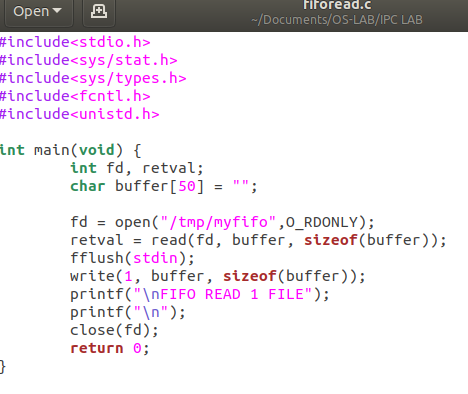 Open
fiforead.c
~/Documents/OS-LAB/IPC LAB
#include<stdio.h>
#include<sys/stat.h>
#include<sys/types.h>
#include<fcntl.h>
#include<unistd.h>
int main(void) {
        int fd, retval;
        char buffer[50] = "";
        fd = open("/tmp/myfifo",O_RDONLY);
        retval = read(fd, buffer, sizeof(buffer));
        fflush(stdin);
        write(1, buffer, sizeof(buffer));
        printf("\nFIFO READ 1 FILE");
        printf("\n");
        close(fd);
        return 0;
}